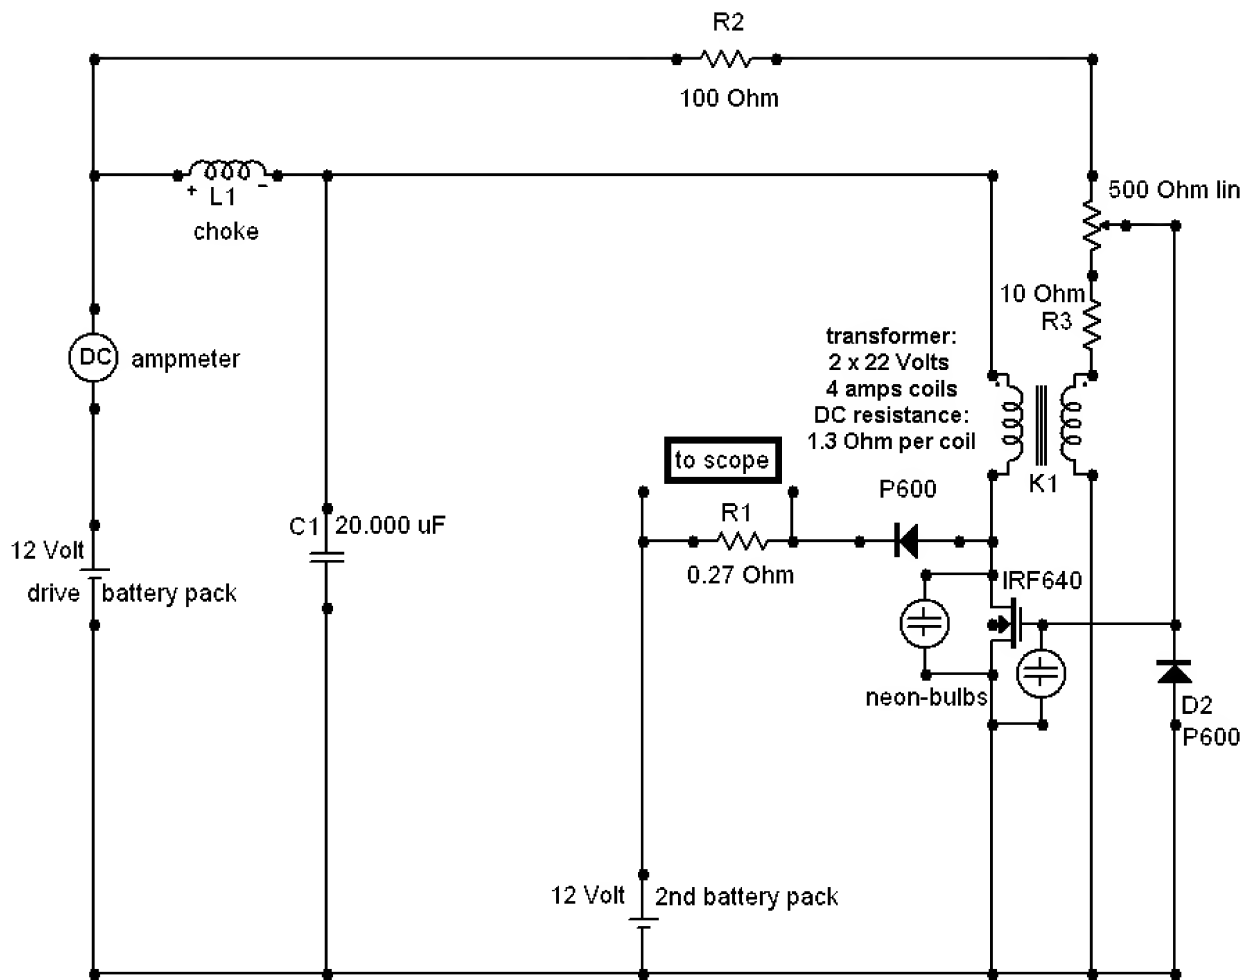 R2
100 Ohm
500 Ohm lin
+ L1 -
choke
10 Ohm
R3
transformer:
2 x 22 Volts
4 amps coils
DC resistance:
1.3 Ohm per coil
DC ampmeter
to scope
K1
P600
R1
C1 20.000 uF
12 Volt
drive battery pack
0.27 Ohm
IRF640
neon-bulbs
D2
P600
12 Volt 2nd battery pack